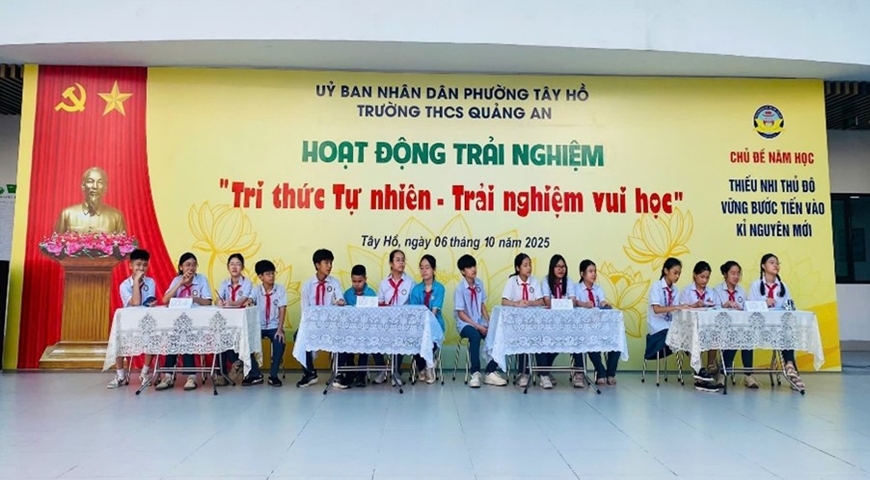 UỶ BAN NHÂN DÂN PHƯỜNG TÂY HỒ
TRƯỜNG THCS QUẢNG AN
HOẠT ĐỘNG TRẢI NGHIỆM
"Tri thức Tự nhiên - Trải nghiệm vui học"
Tây Hồ, ngày 06 tháng 10 năm 2025
CHỦ ĐỀ NĂM HỌC
THIẾU NHI THỦ ĐÔ
VỮNG BƯỚC TIẾN VÀO
KỈ NGUYÊN MỚI